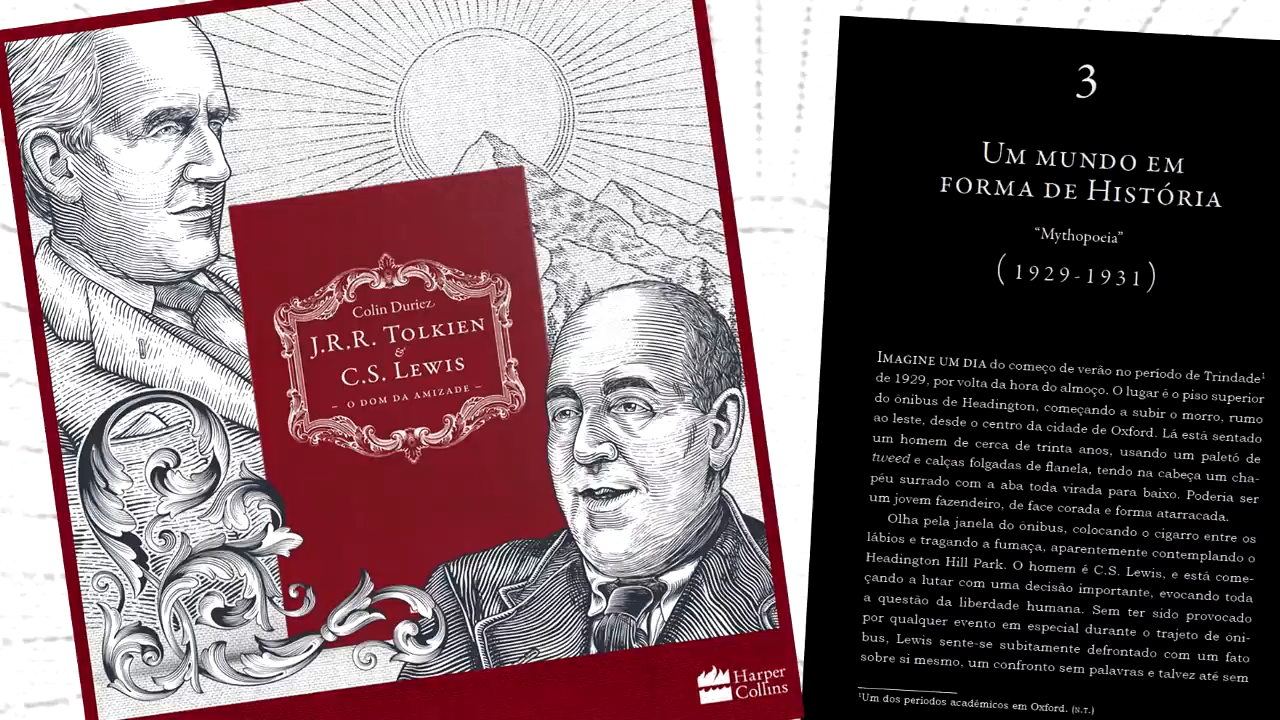 Colin Duriez
J.R.R. TOLKIEN
&
C.S. LEWIS
– O DOM DA AMIZADE –
Harper
Collins
3
UM MUNDO EM
FORMA DE HISTÓRIA
“Mythopoeia”
(1929-1931)
IMAGINE UM DIA do começo de verão no período de Trindade¹
de 1929, por volta da hora do almoço. O lugar é o piso superior
do ônibus de Headington, começando a subir o morro, rumo
ao leste, desde o centro da cidade de Oxford. Lá está sentado
um homem de cerca de trinta anos, usando um paletó de
tweed e calças folgadas de flanela, tendo na cabeça um cha-
péu surrado com a aba toda virada para baixo. Poderia ser
um jovem fazendeiro, de face corada e forma atarracada.
Olha pela janela do ônibus, colocando o cigarro entre os
lábios e tragando a fumaça, aparentemente contemplando o
Headington Hill Park. O homem é C.S. Lewis, e está come-
çando a lutar com uma decisão importante, evocando toda
a questão da liberdade humana. Sem ter sido provocado
por qualquer evento em especial durante o trajeto de ôni-
bus, Lewis sente-se subitamente defrontado com um fato
sobre si mesmo, um confronto sem palavras e talvez até sem
¹Um dos períodos acadêmicos em Oxford. (N.T.)